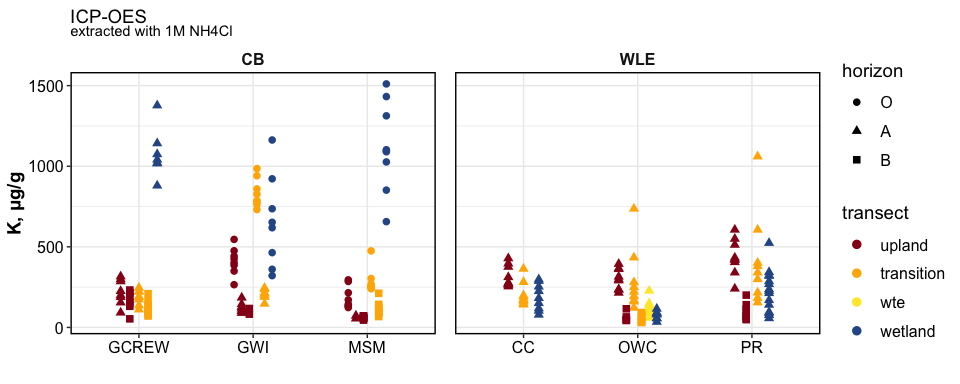 ICP-OES
extracted with 1M NH4Cl
CB
WLE
K, µg/g
1500
1000
500
0
GCREW
GWI
MSM
CC
OWC
PR
horizon
O
A
B
transect
upland
transition
wte
wetland